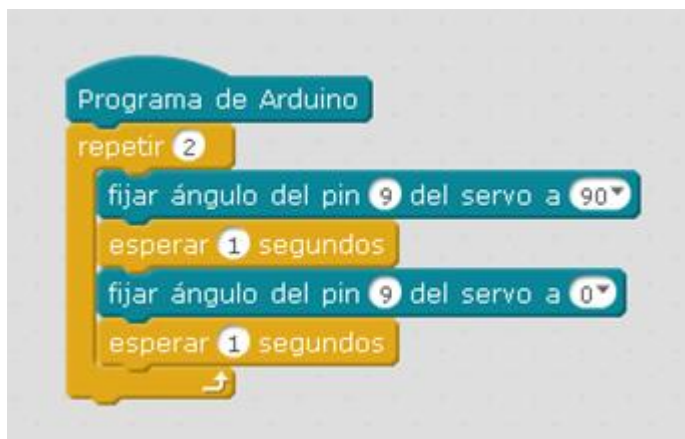 Programa de Arduino
repetir 2
fijar ángulo del pin 9 del servo a 90
esperar 1 segundos
fijar ángulo del pin 9 del servo a 0
esperar 1 segundos